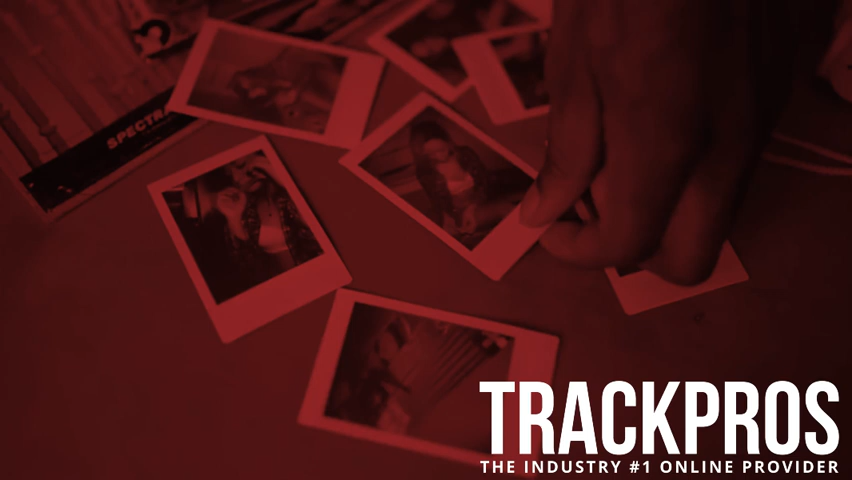 SPECTRA
TRACKPROS
THE INDUSTRY #1 ONLINE PROVIDER